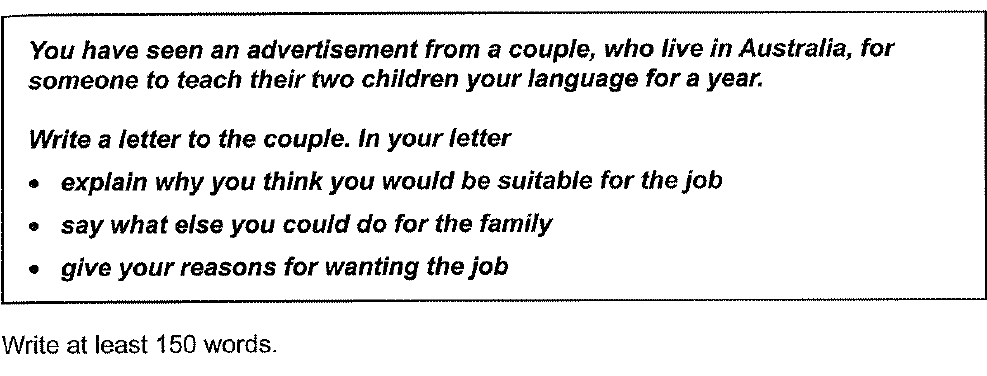 You have seen an advertisement from a couple, who live in Australia, for
someone to teach their two children your language for a year.
Write a letter to the couple. In your letter
• explain why you think you would be suitable for the job
• say what else you could do for the family
• give your reasons for wanting the job
Write at least 150 words.